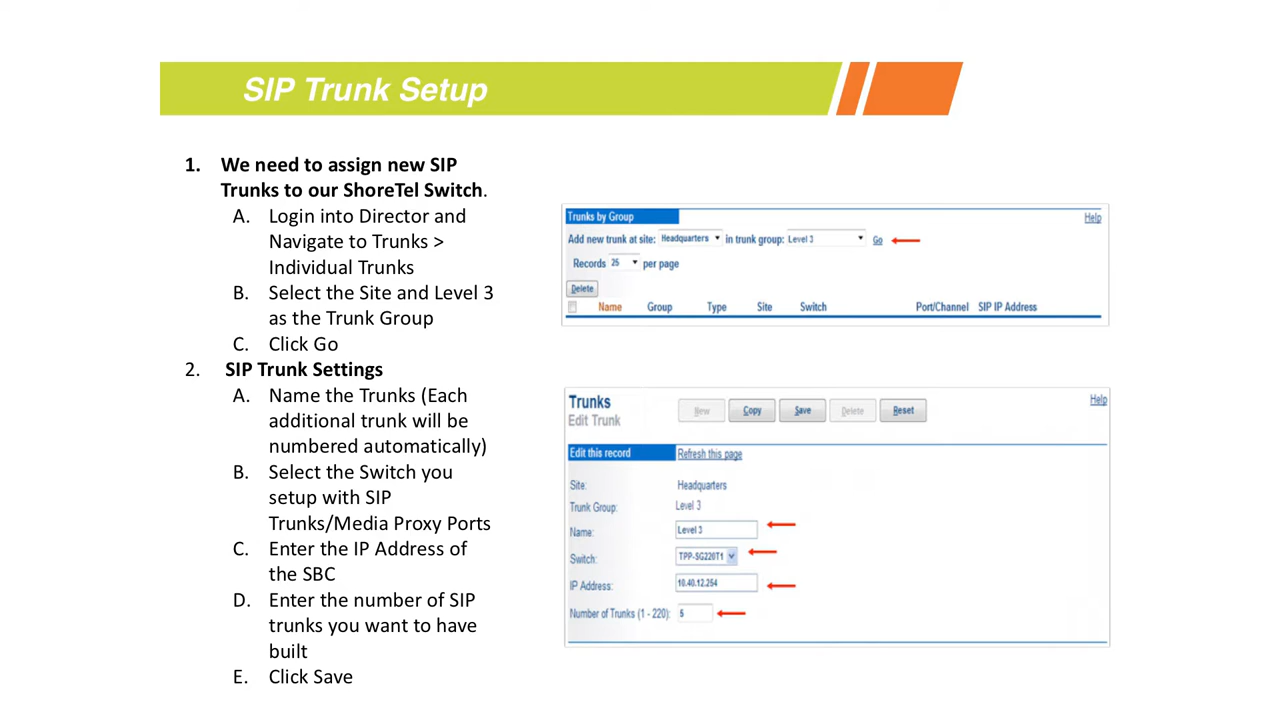 SIP Trunk Setup
1. We need to assign new SIP
Trunks to our ShoreTel Switch.
A. Login into Director and
Navigate to Trunks >
Individual Trunks
B. Select the Site and Level 3
as the Trunk Group
C. Click Go
2. SIP Trunk Settings
A. Name the Trunks (Each
additional trunk will be
numbered automatically)
B. Select the Switch you
setup with SIP
Trunks/Media Proxy Ports
C. Enter the IP Address of
the SBC
D. Enter the number of SIP
trunks you want to have
built
E. Click Save
Trunks by Group Help
Add new trunk at site: Headquarters in trunk group: Level 3 Go
Records 25 per page
Delete
Name Group Type Site Switch Port/Channel SIP IP Address
Trunks New Copy Save Delete Reset Help
Edit Trunk
Edit this record Refresh this page
Site: Headquarters
Trunk Group: Level 3
Name: Level 3
Switch: TPP-SG220T1
IP Address: 10.40.12.254
Number of Trunks (1 - 220): 5